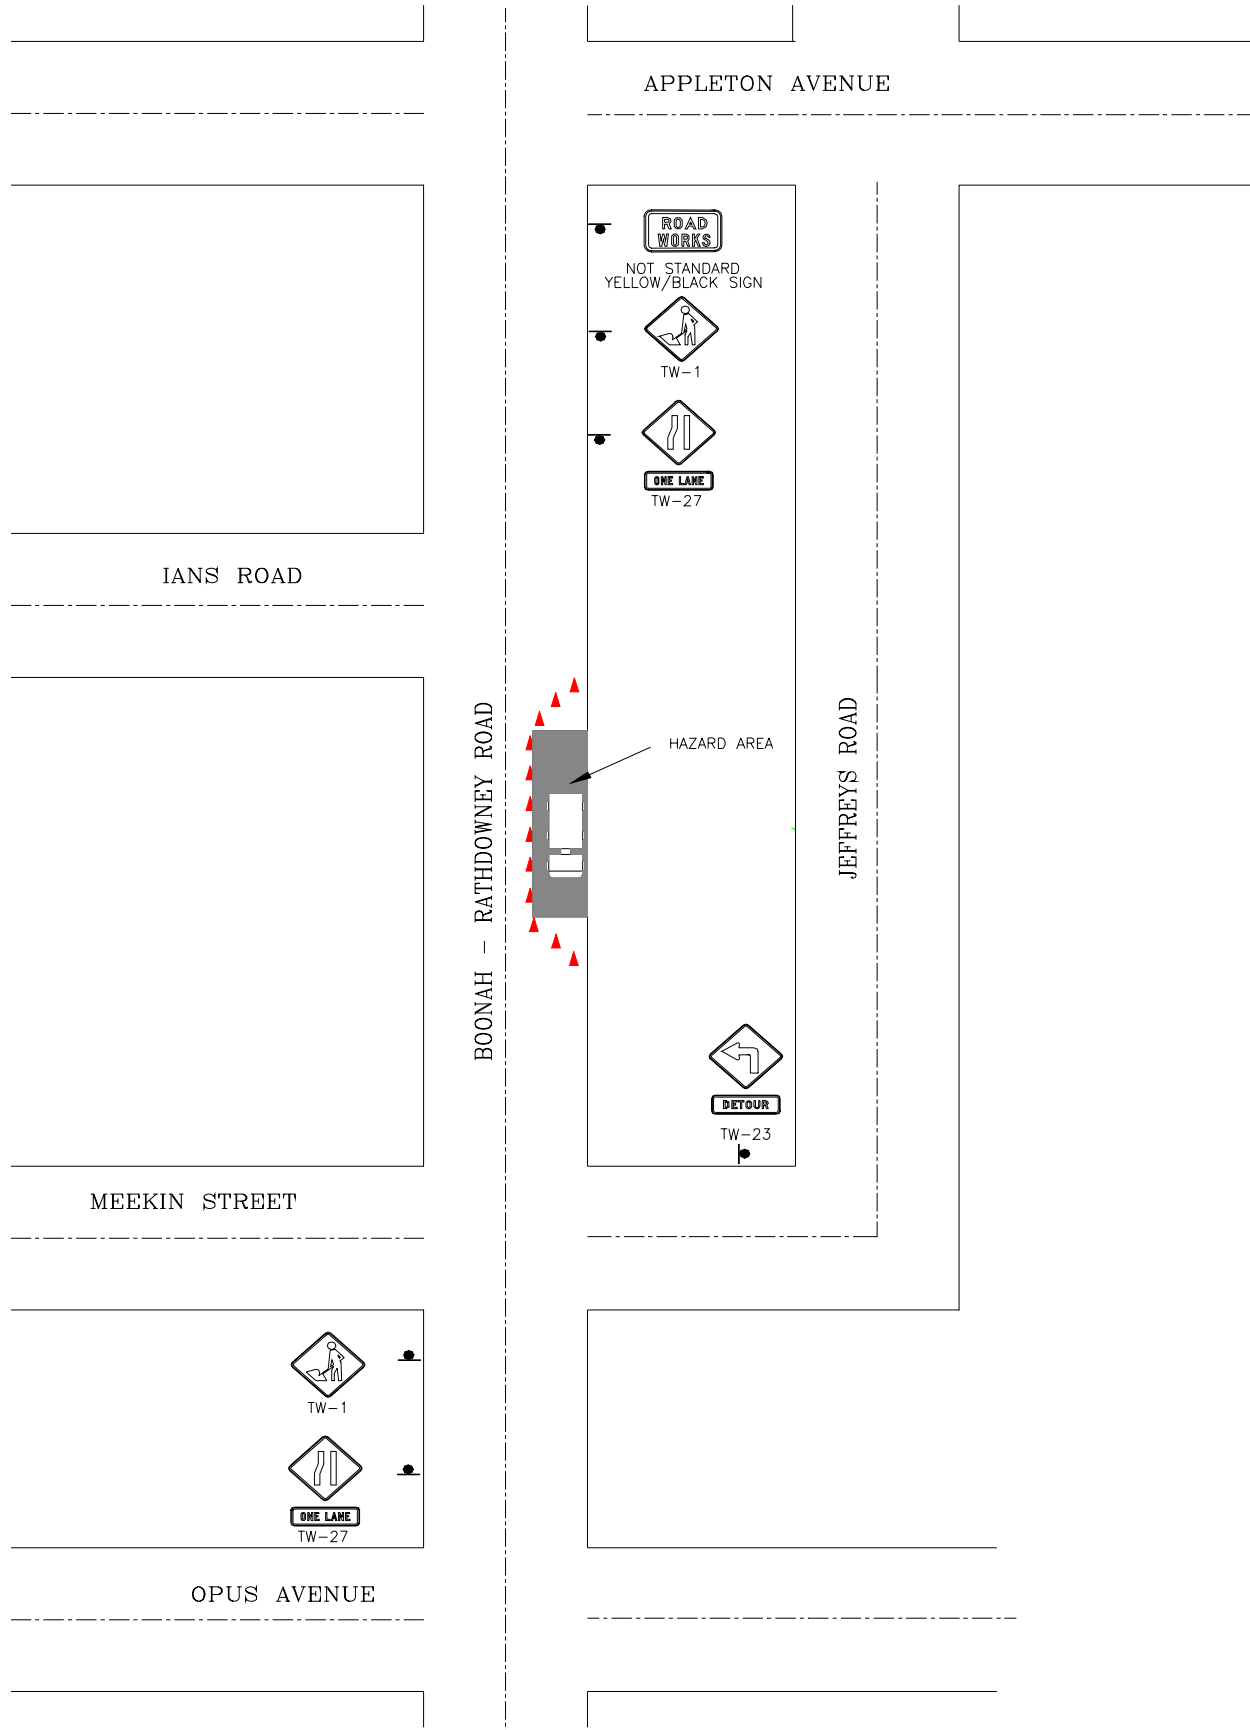 APPLETON AVENUE
ROAD
WORKS
NOT STANDARD
YELLOW/BLACK SIGN
TW-1
ONE LANE
TW-27
IANS ROAD
HAZARD AREA
BOONAH - RATHDOWNEY ROAD
JEFFREYS ROAD
DETOUR
TW-23
MEEKIN STREET
TW-1
ONE LANE
TW-27
OPUS AVENUE